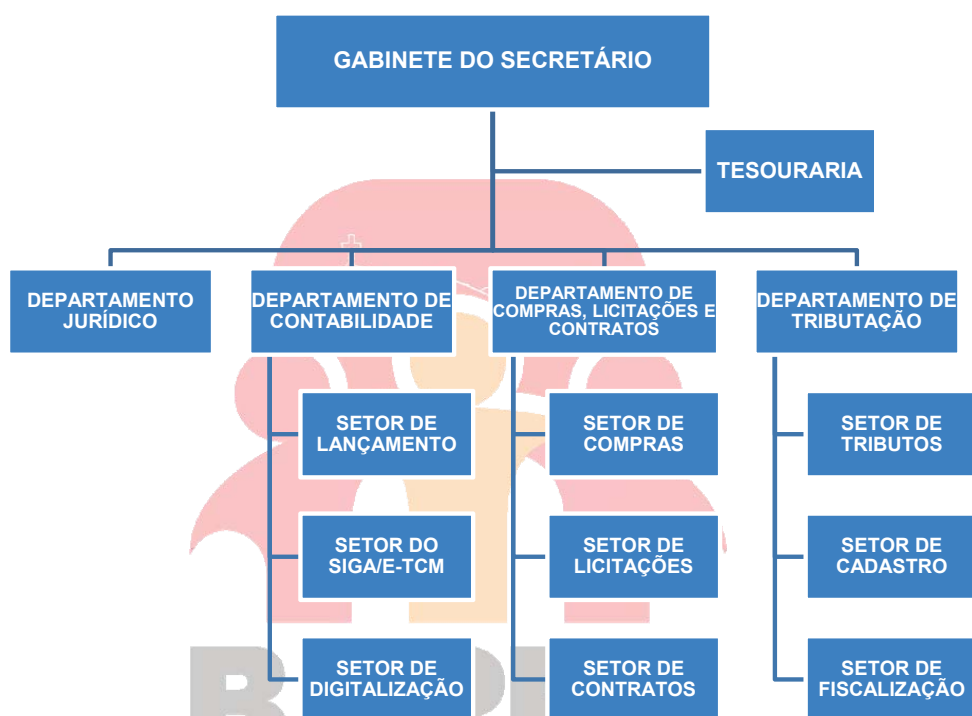 GABINETE DO SECRETÁRIO
TESOURARIA
DEPARTAMENTO
JURÍDICO
DEPARTAMENTO DE
CONTABILIDADE
DEPARTAMENTO DE
COMPRAS, LICITAÇÕES E
CONTRATOS
DEPARTAMENTO DE
TRIBUTAÇÃO
SETOR DE
LANÇAMENTO
SETOR DE
COMPRAS
SETOR DE
TRIBUTOS
SETOR DO
SIGA/E-TCM
SETOR DE
LICITAÇÕES
SETOR DE
CADASTRO
SETOR DE
DIGITALIZAÇÃO
SETOR DE
CONTRATOS
SETOR DE
FISCALIZAÇÃO